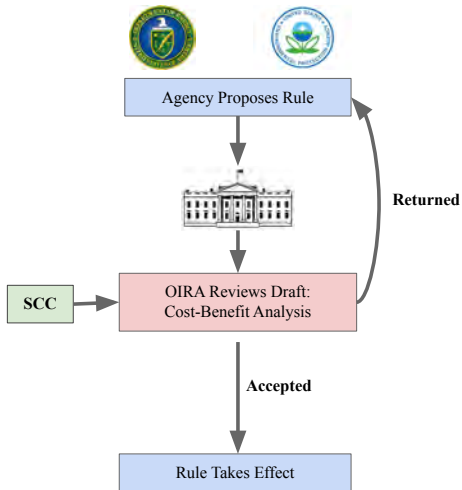 Agency Proposes Rule
Returned
SCC
OIRA Reviews Draft:
Cost-Benefit Analysis
Accepted
Rule Takes Effect